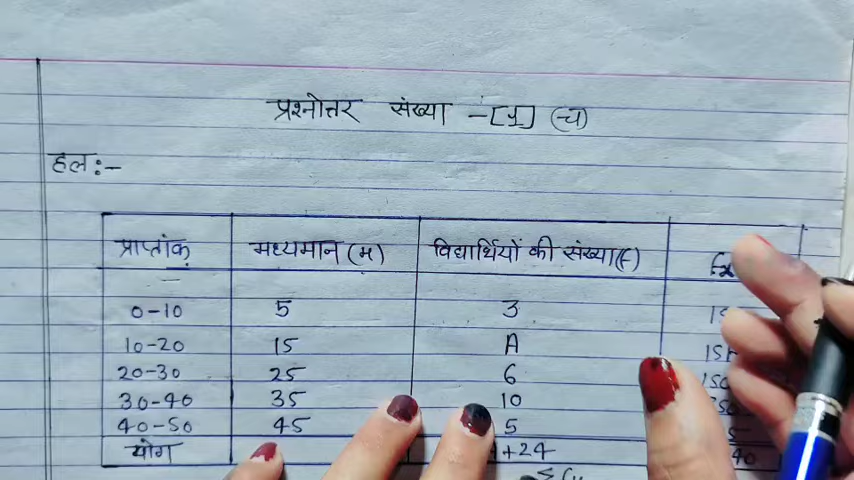 प्रश्नोत्तर संख्या -[5] (च)
हल:-
प्राप्तांक मध्यमान (म) विद्यार्थियों की संख्या(f)
0-10 5 3
10-20 15 A
20-30 25 6
30-40 35 10
40-50 45 5
योग +24